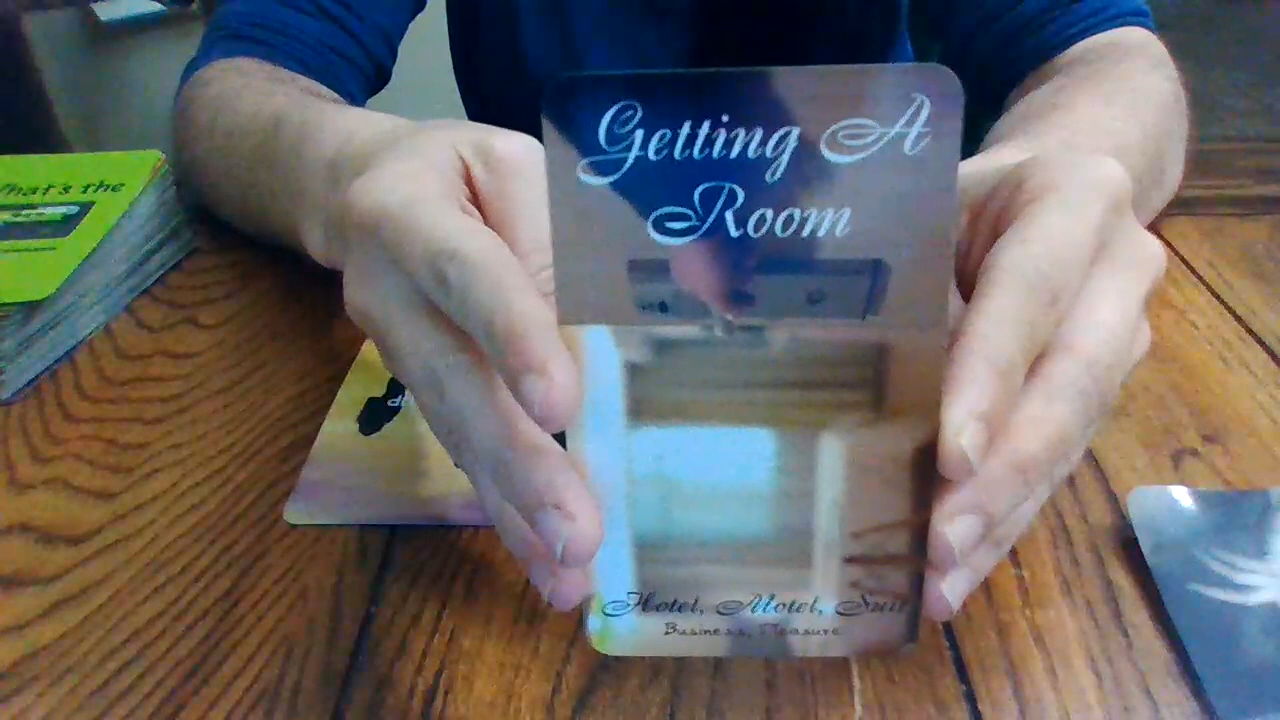 What's the
Getting A
Room
Hotel, Motel, Suite
Business, Pleasure